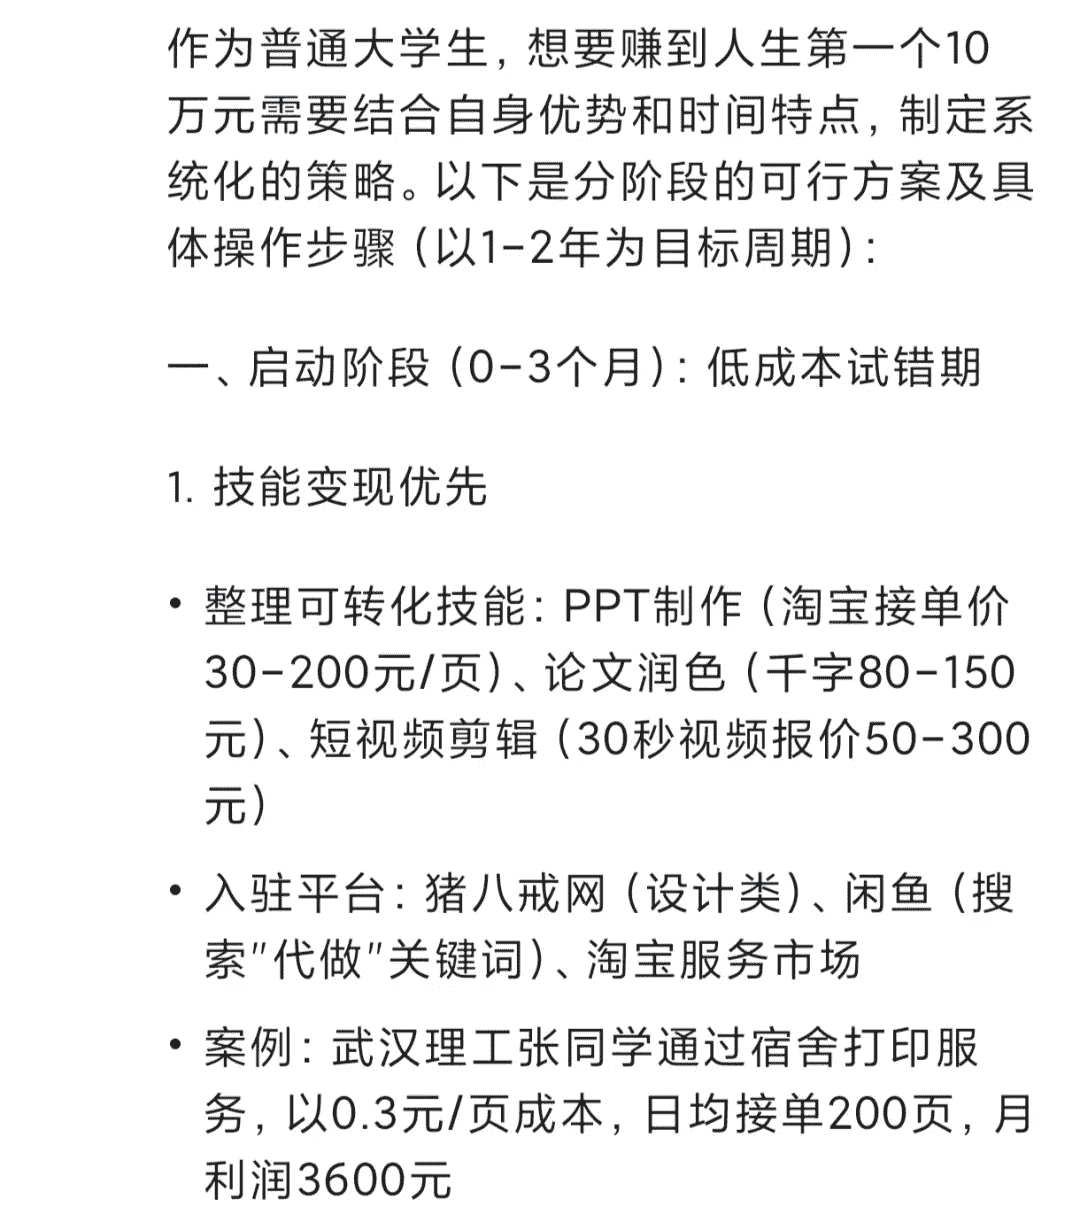 作为普通大学生，想要赚到人生第一个10
万元需要结合自身优势和时间特点，制定系
统化的策略。以下是分阶段的可行方案及具
体操作步骤（以1-2年为目标周期）：
一、启动阶段（0-3个月）：低成本试错期
1. 技能变现优先
• 整理可转化技能：PPT制作（淘宝接单价
30-200元/页）、论文润色（千字80-150
元）、短视频剪辑（30秒视频报价50-300
元）
• 入驻平台：猪八戒网（设计类）、闲鱼（搜
索"代做"关键词）、淘宝服务市场
• 案例：武汉理工张同学通过宿舍打印服
务，以0.3元/页成本，日均接单200页，月
利润3600元